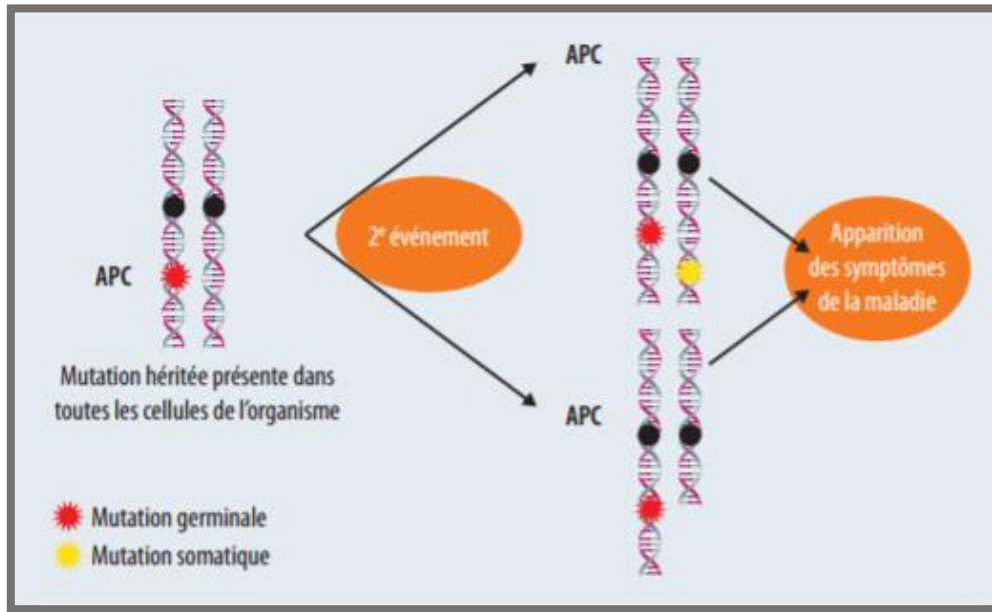 APC
APC
2e événement
Apparition
des symptômes
de la maladie
Mutation héritée présente dans
toutes les cellules de l'organisme
APC
Mutation germinale
Mutation somatique